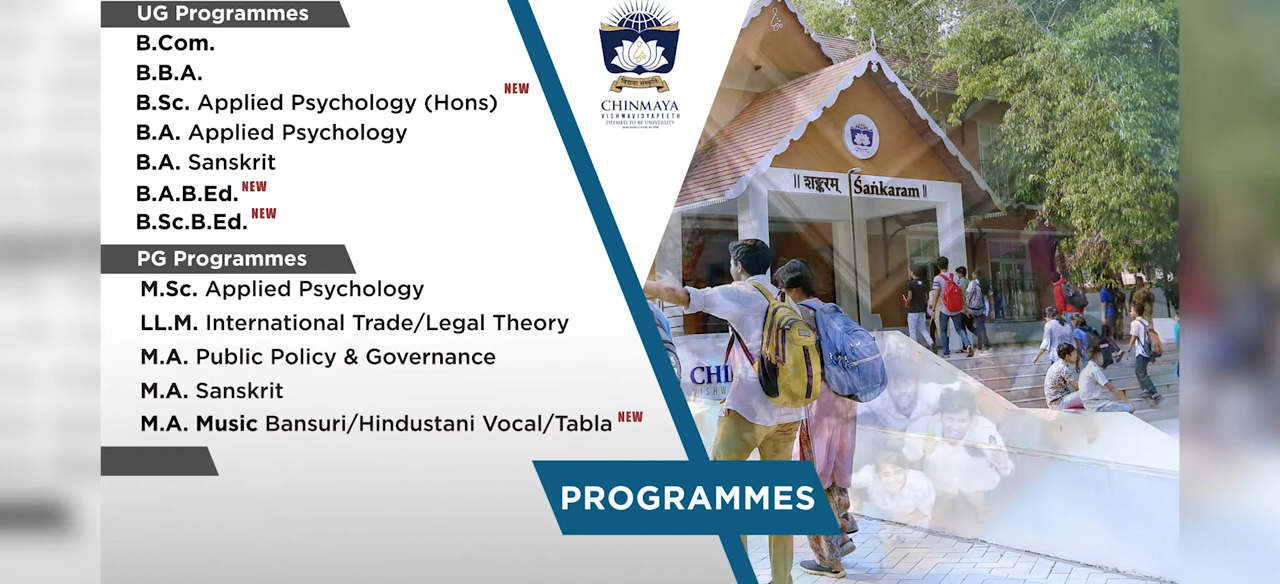 UG Programmes
B.Com.
B.B.A.
B.Sc. Applied Psychology (Hons) NEW
B.A. Applied Psychology
B.A. Sanskrit
B.A.B.Ed. NEW
B.Sc.B.Ed. NEW
PG Programmes
M.Sc. Applied Psychology
LL.M. International Trade/Legal Theory
M.A. Public Policy & Governance
M.A. Sanskrit
M.A. Music Bansuri/Hindustani Vocal/Tabla NEW
CHINMAYA
VISHWAVIDYAPEETH
DEEMED TO BE UNIVERSITY
|| शङ्करम् Śaṅkaram ||
CHI
VISHW
PROGRAMMES